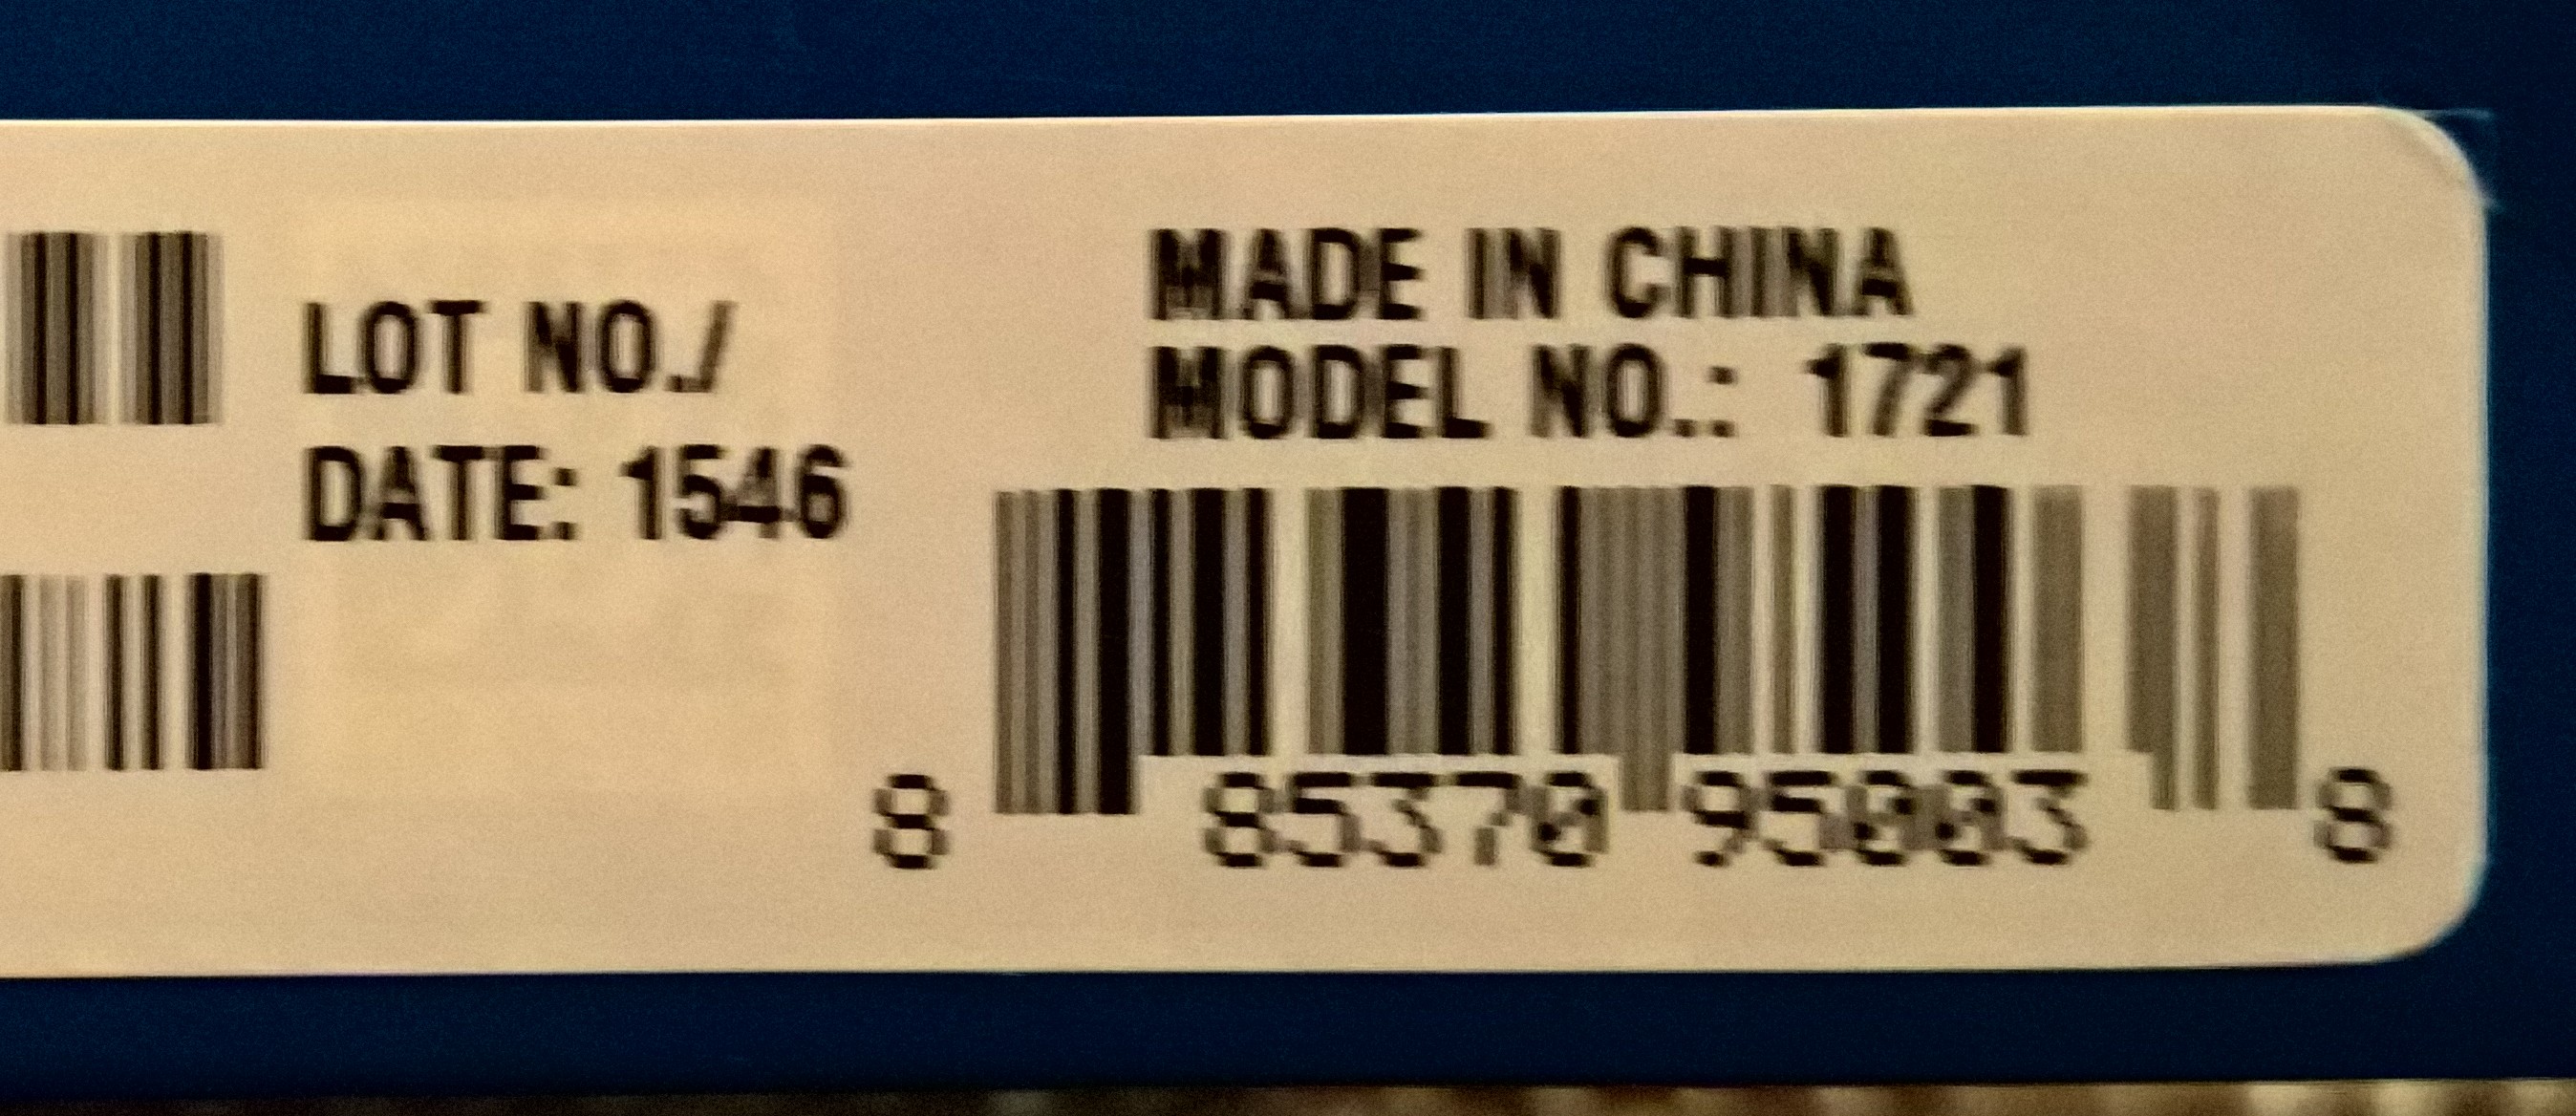 LOT NO./
DATE: 1546
MADE IN CHINA
MODEL NO.: 1721
8 85370 95003 8